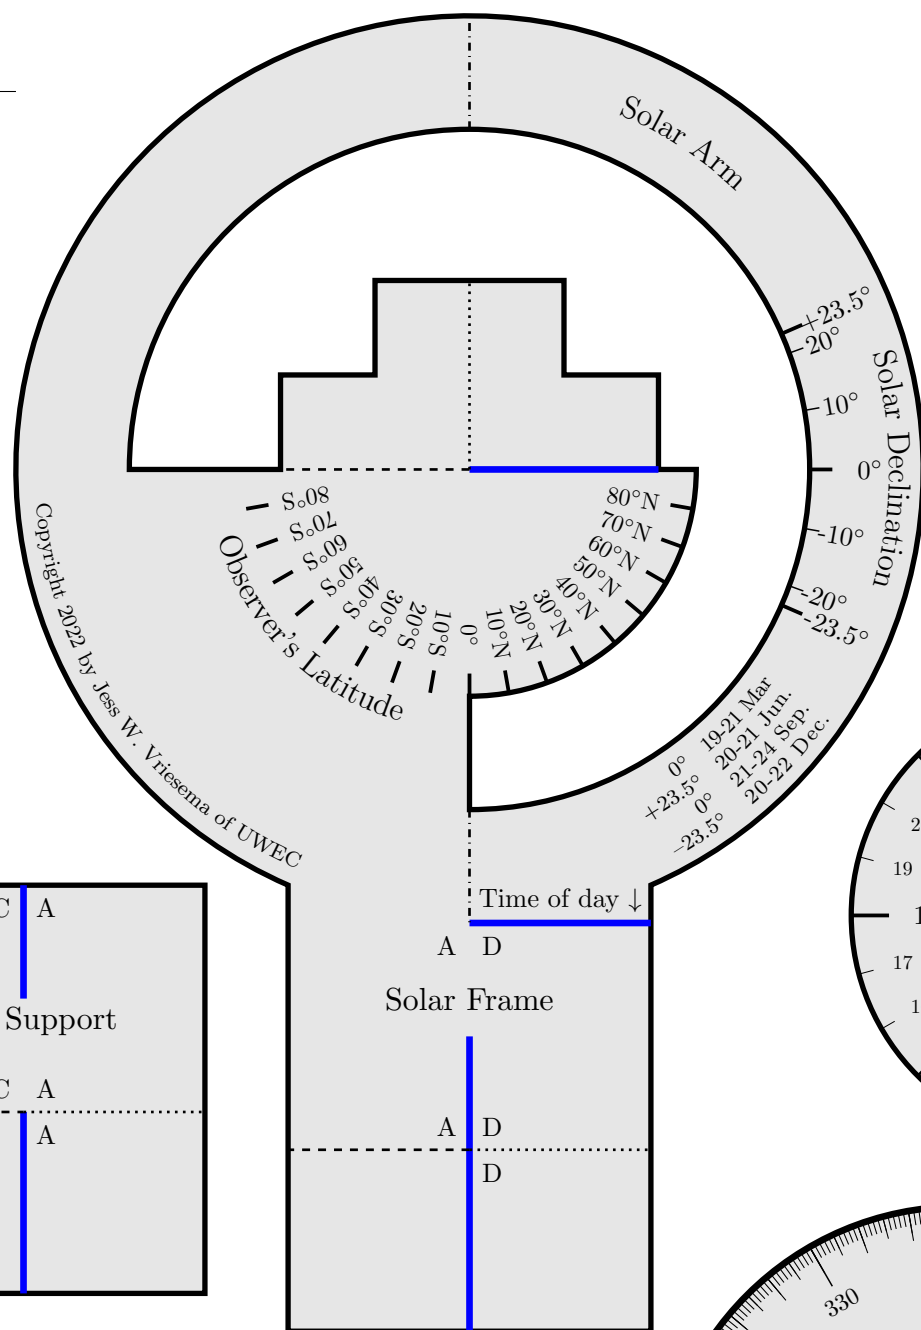 Solar Arm
+23.5°
20°
10°
0°
-10°
-20°
-23.5°
Solar Declination
80°S
70°S
60°S
50°S
40°S
30°S
20°S
10°S
0°
10°N
20°N
30°N
40°N
50°N
60°N
70°N
80°N
Observer's Latitude
Copyright 2022 by Jess W. Vriesema of UWEC
0° 19-21 Mar
+23.5° 20-21 Jun.
0° 21-24 Sep.
−23.5° 20-22 Dec.
Time of day ↓
A D
Solar Frame
A D
D
C A
Support
C A
A
19
17
330